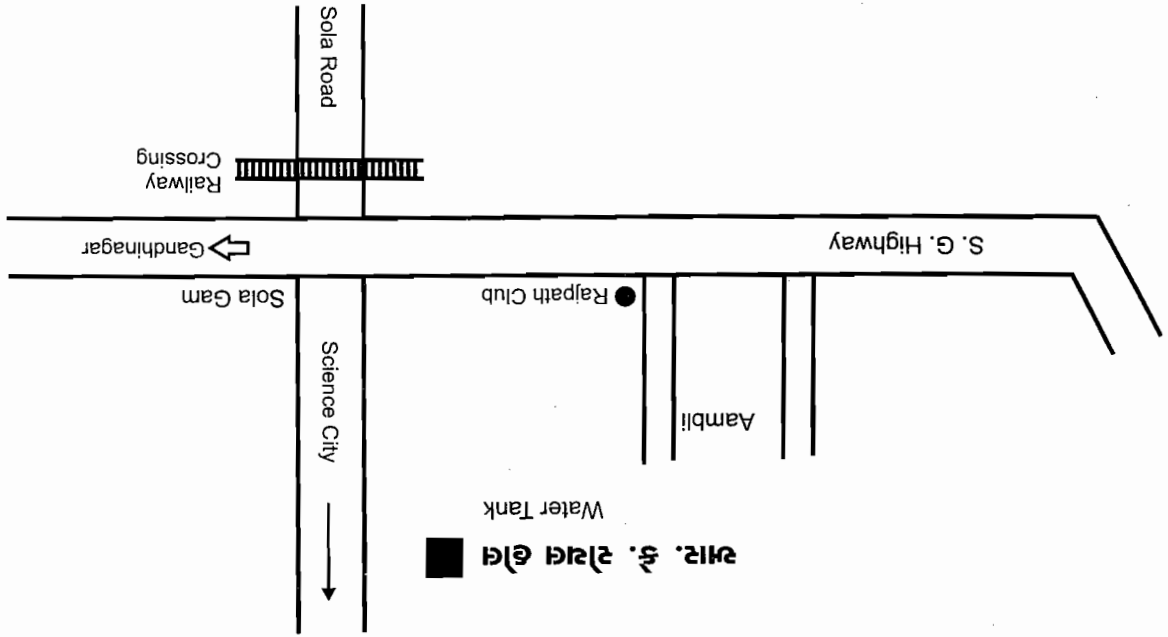 આર. કે. રોયલ હોલ
Water Tank
Aambli
Science City
Rajpath Club
Sola Gam
S. G. Highway
Gandhinagar
Railway
Crossing
Sola Road